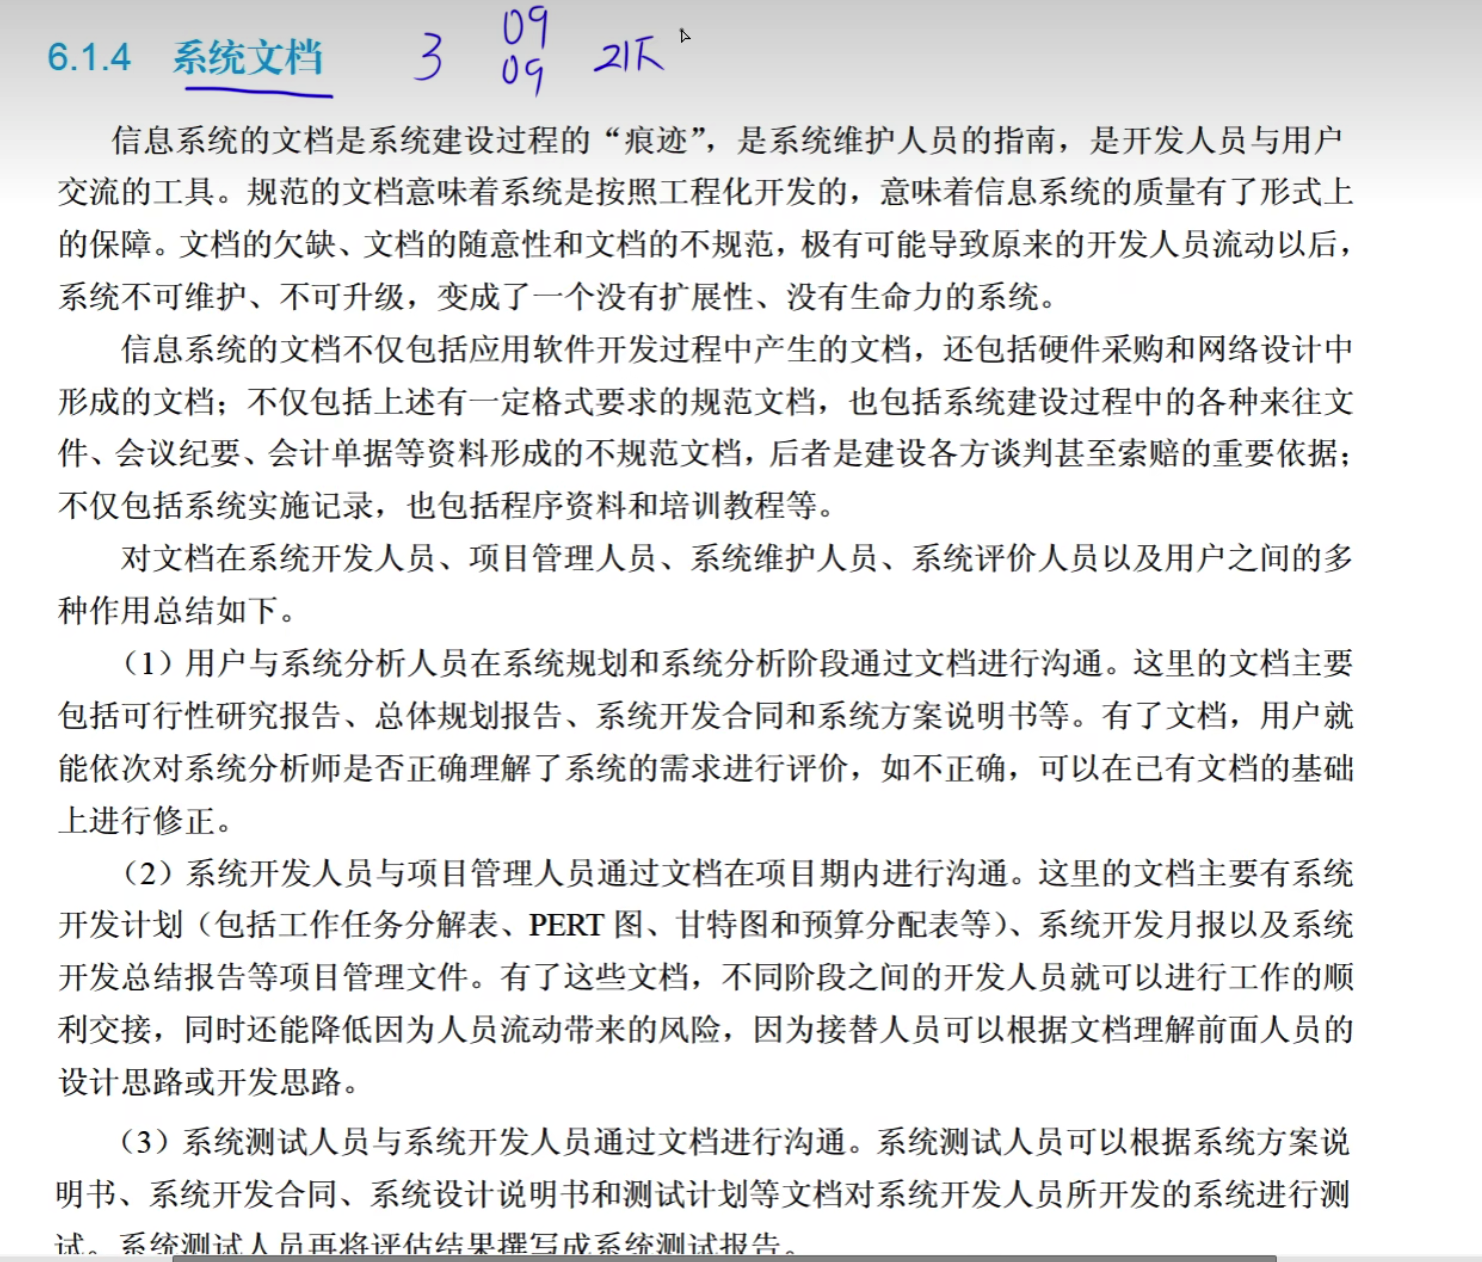 6.1.4 系统文档 3 09 21下
09
信息系统的文档是系统建设过程的“痕迹”，是系统维护人员的指南，是开发人员与用户
交流的工具。规范的文档意味着系统是按照工程化开发的，意味着信息系统的质量有了形式上
的保障。文档的欠缺、文档的随意性和文档的不规范，极有可能导致原来的开发人员流动以后，
系统不可维护、不可升级，变成了一个没有扩展性、没有生命力的系统。
信息系统的文档不仅包括应用软件开发过程中产生的文档，还包括硬件采购和网络设计中
形成的文档；不仅包括上述有一定格式要求的规范文档，也包括系统建设过程中的各种来往文
件、会议纪要、会计单据等资料形成的不规范文档，后者是建设各方谈判甚至索赔的重要依据；
不仅包括系统实施记录，也包括程序资料和培训教程等。
对文档在系统开发人员、项目管理人员、系统维护人员、系统评价人员以及用户之间的多
种作用总结如下。
（1）用户与系统分析人员在系统规划和系统分析阶段通过文档进行沟通。这里的文档主要
包括可行性研究报告、总体规划报告、系统开发合同和系统方案说明书等。有了文档，用户就
能依次对系统分析师是否正确理解了系统的需求进行评价，如不正确，可以在已有文档的基础
上进行修正。
（2）系统开发人员与项目管理人员通过文档在项目期内进行沟通。这里的文档主要有系统
开发计划（包括工作任务分解表、PERT 图、甘特图和预算分配表等）、系统开发月报以及系统
开发总结报告等项目管理文件。有了这些文档，不同阶段之间的开发人员就可以进行工作的顺
利交接，同时还能降低因为人员流动带来的风险，因为接替人员可以根据文档理解前面人员的
设计思路或开发思路。
（3）系统测试人员与系统开发人员通过文档进行沟通。系统测试人员可以根据系统方案说
明书、系统开发合同、系统设计说明书和测试计划等文档对系统开发人员所开发的系统进行测
试。系统测试人员再将评估结果撰写成系统测试报告。